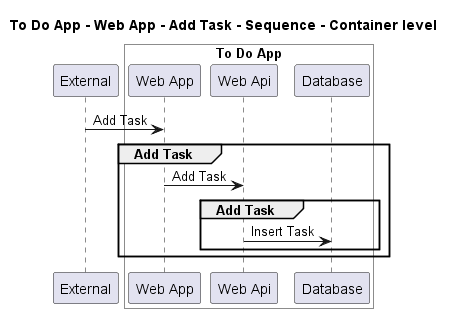 To Do App - Web App - Add Task - Sequence - Container level
To Do App
External Web App Web Api Database
Add Task
Add Task
Add Task
Add Task
Insert Task
External Web App Web Api Database